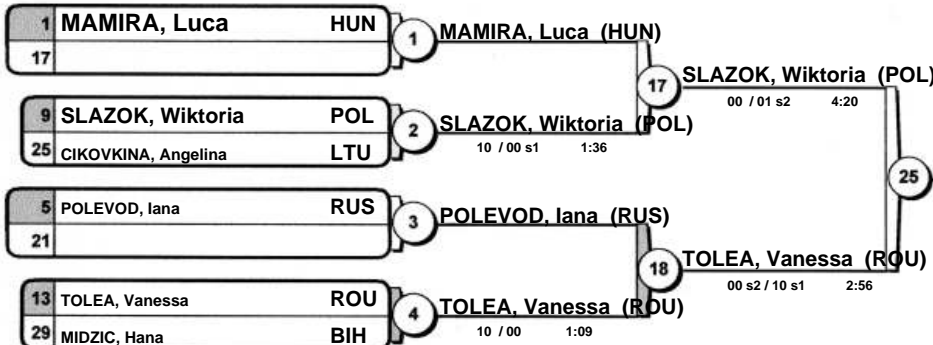 1 MAMIRA, Luca HUN
17
1 MAMIRA, Luca (HUN)
9 SLAZOK, Wiktoria POL
25 CIKOVKINA, Angelina LTU
2 SLAZOK, Wiktoria (POL)
10 / 00 s1 1:36
17 SLAZOK, Wiktoria (POL)
00 / 01 s2 4:20
5 POLEVOD, Iana RUS
21
3 POLEVOD, Iana (RUS)
13 TOLEA, Vanessa ROU
29 MIDZIC, Hana BIH
4 TOLEA, Vanessa (ROU)
10 / 00 1:09
18 TOLEA, Vanessa (ROU)
00 s2 / 10 s1 2:56
25